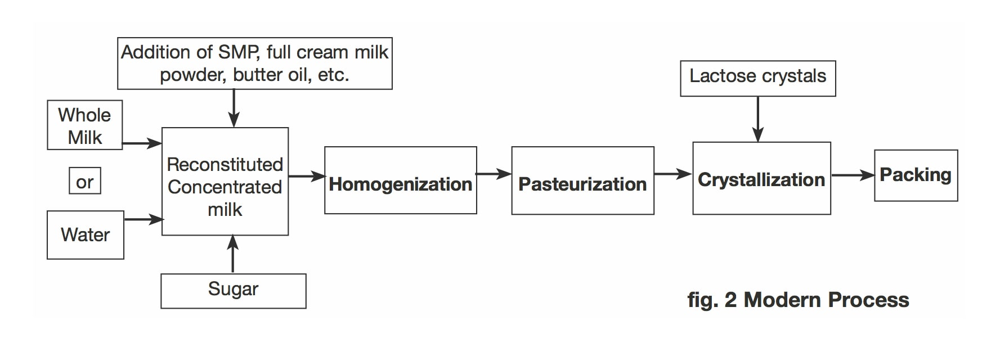 Addition of SMP, full cream milk
powder, butter oil, etc.
Lactose crystals
Whole
Milk
or
Water
Reconstituted
Concentrated
milk
Homogenization
Pasteurization
Crystallization
Packing
Sugar
fig. 2 Modern Process